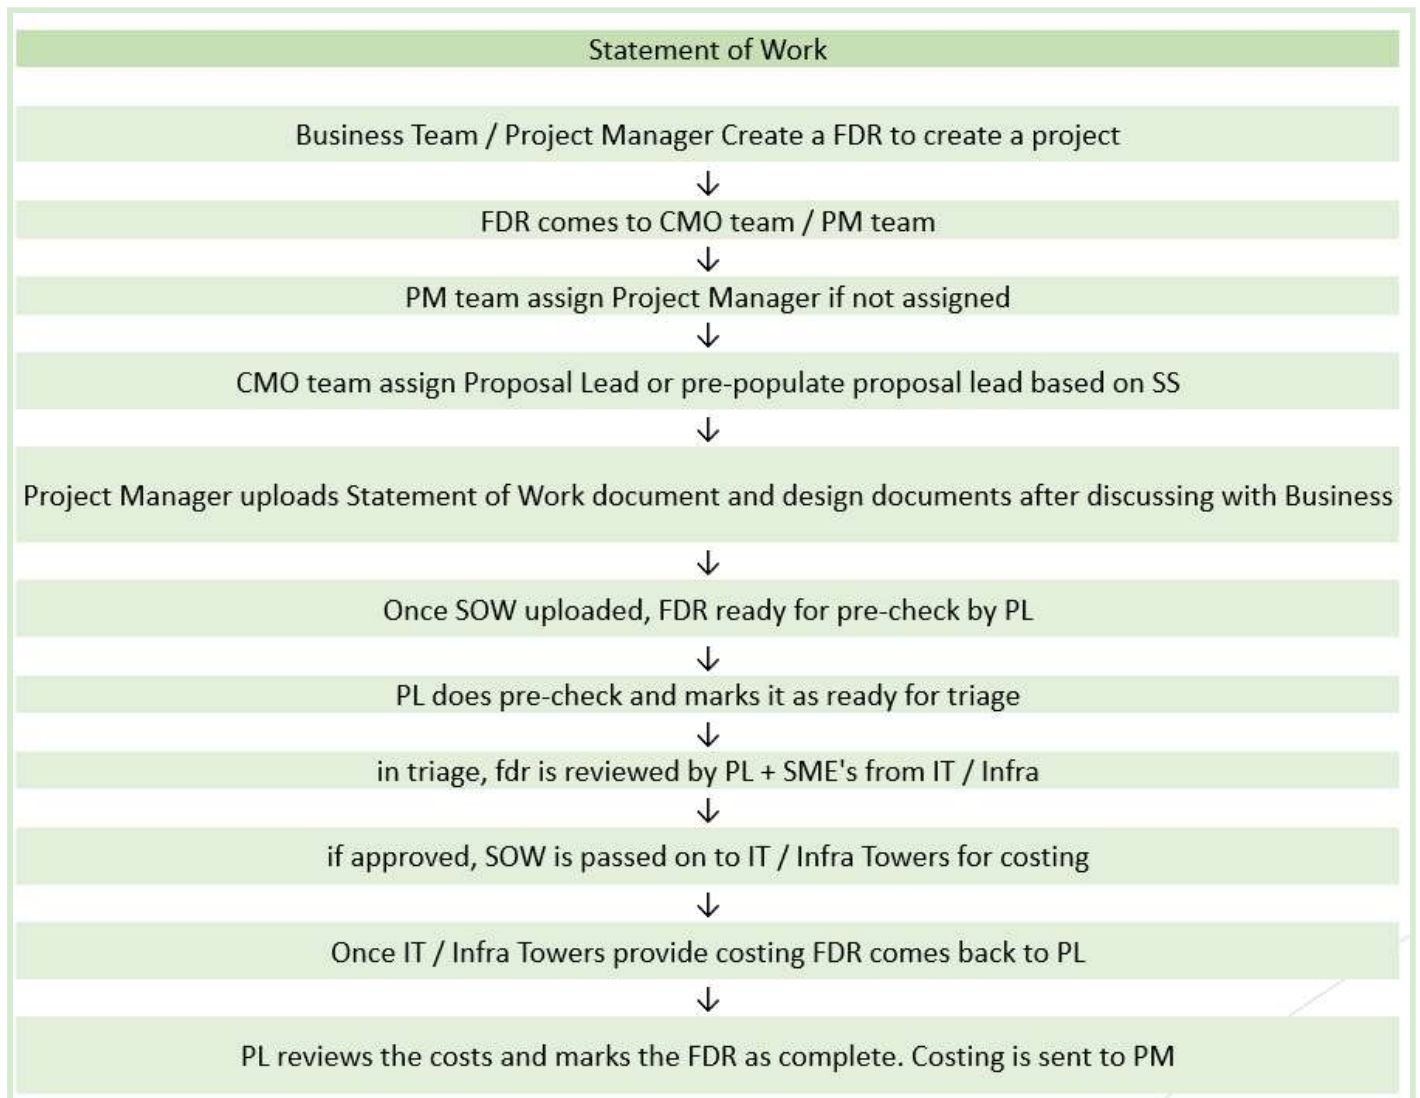 Statement of Work
Business Team / Project Manager Create a FDR to create a project
↓
FDR comes to CMO team / PM team
↓
PM team assign Project Manager if not assigned
↓
CMO team assign Proposal Lead or pre-populate proposal lead based on SS
↓
Project Manager uploads Statement of Work document and design documents after discussing with Business
↓
Once SOW uploaded, FDR ready for pre-check by PL
↓
PL does pre-check and marks it as ready for triage
↓
in triage, fdr is reviewed by PL + SME's from IT / Infra
↓
if approved, SOW is passed on to IT / Infra Towers for costing
↓
Once IT / Infra Towers provide costing FDR comes back to PL
↓
PL reviews the costs and marks the FDR as complete. Costing is sent to PM